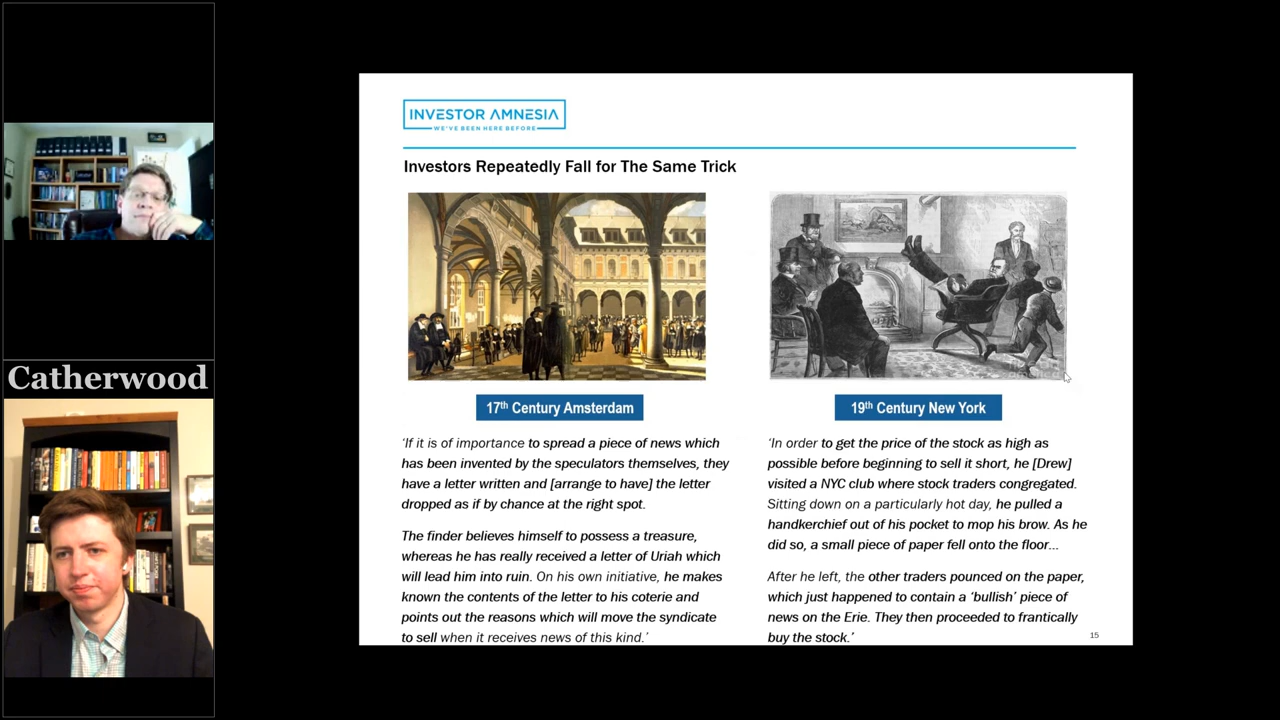 Catherwood
INVESTOR AMNESIA
WE'VE BEEN HERE BEFORE
Investors Repeatedly Fall for The Same Trick
17th Century Amsterdam
'If it is of importance to spread a piece of news which
has been invented by the speculators themselves, they
have a letter written and [arrange to have] the letter
dropped as if by chance at the right spot.
The finder believes himself to possess a treasure,
whereas he has really received a letter of Uriah which
will lead him into ruin. On his own initiative, he makes
known the contents of the letter to his coterie and
points out the reasons which will move the syndicate
to sell when it receives news of this kind.'
19th Century New York
'In order to get the price of the stock as high as
possible before beginning to sell it short, he [Drew]
visited a NYC club where stock traders congregated.
Sitting down on a particularly hot day, he pulled a
handkerchief out of his pocket to mop his brow. As he
did so, a small piece of paper fell onto the floor...
After he left, the other traders pounced on the paper,
which just happened to contain a 'bullish' piece of
news on the Erie. They then proceeded to frantically
buy the stock.'
15